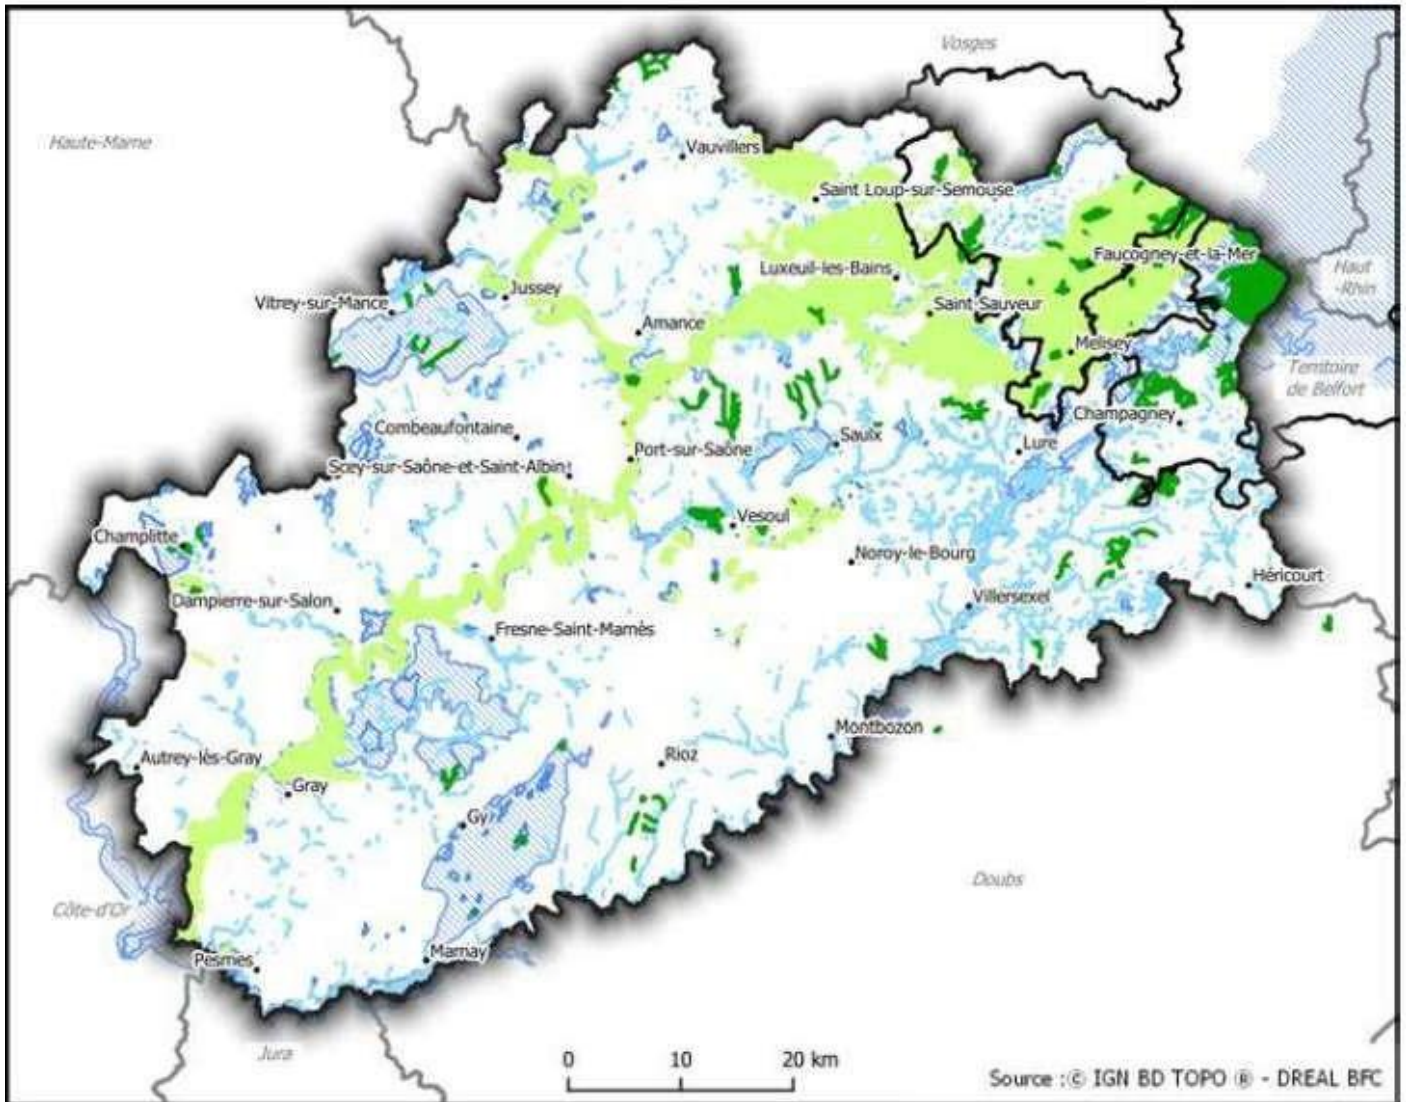 Vosges
Haute-Marne
Vauvillers
Saint Loup-sur-Semouse
Faucogney-et-la-Mer
Luxeuil-les-Bains
Haut
-Rhin
Jussey
Vitrey-sur-Mance
Saint-Sauveur
Amance
Melisey
Territoire
de Belfort
Champagney
Combeaufontaine
Saulx
Lure
Port-sur-Saône
Scey-sur-Saône-et-Saint-Albin
Vesoul
Champlitte
Noroy-le-Bourg
Héricourt
Dampierre-sur-Salon
Villersexel
Fresne-Saint-Mamès
Montbozon
Autrey-lès-Gray
Rioz
Gray
Gy
Doubs
Côte-d'Or
Marnay
Pesmes
Jura
0 10 20 km
Source : © IGN BD TOPO ® - DREAL BFC